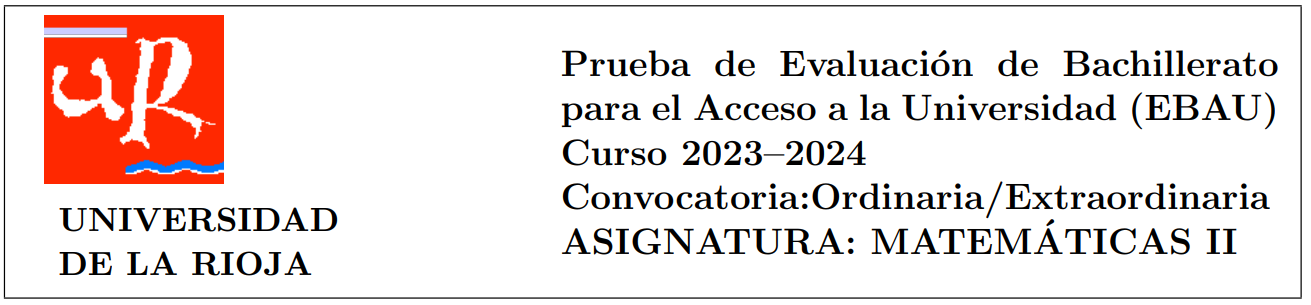 UR
UNIVERSIDAD
DE LA RIOJA
Prueba de Evaluación de Bachillerato
para el Acceso a la Universidad (EBAU)
Curso 2023–2024
Convocatoria:Ordinaria/Extraordinaria
ASIGNATURA: MATEMÁTICAS II